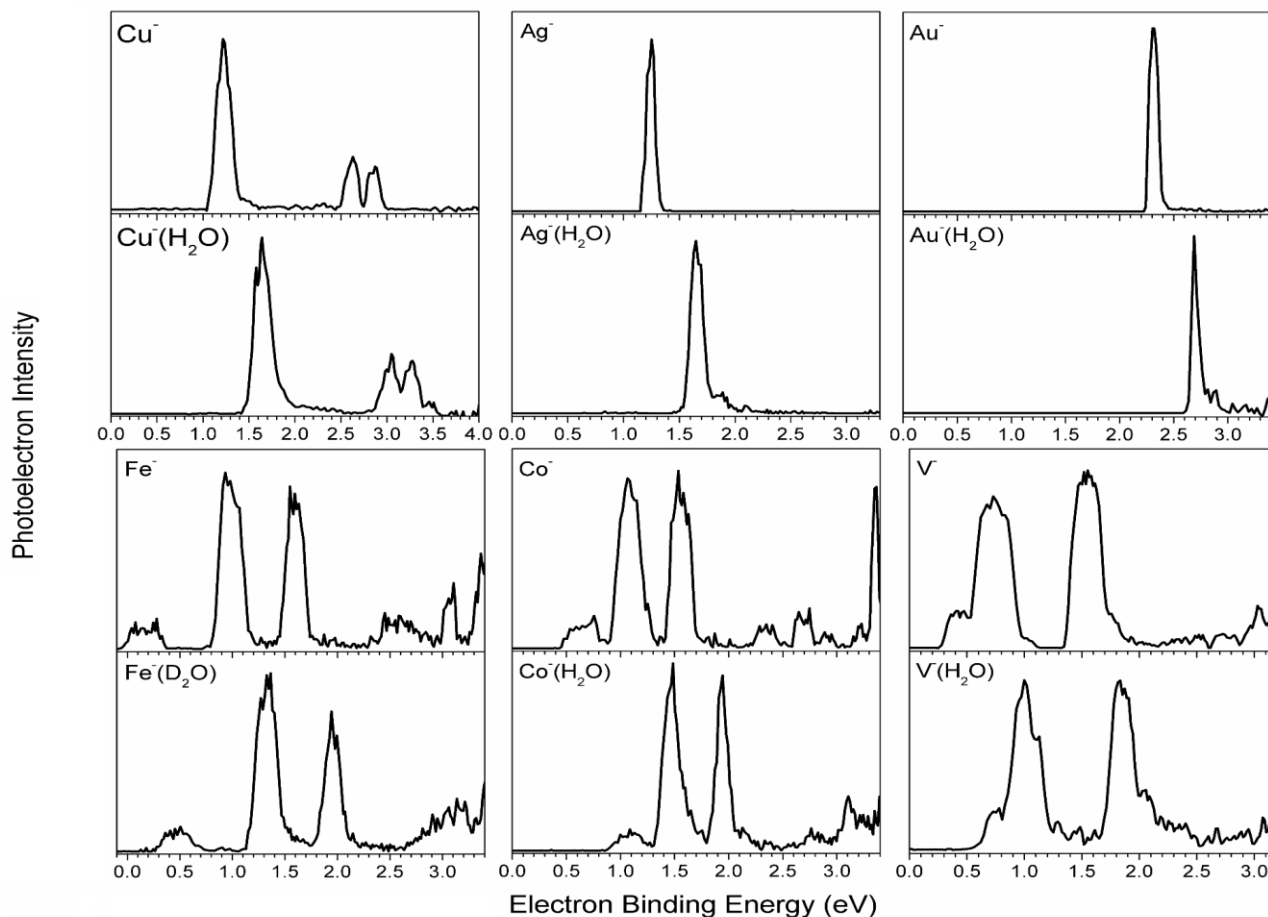 Cu⁻
Ag⁻
Au⁻
Cu⁻(H₂O)
Ag⁻(H₂O)
Au⁻(H₂O)
0.0 0.5 1.0 1.5 2.0 2.5 3.0 3.5 4.0
0.0 0.5 1.0 1.5 2.0 2.5 3.0
0.0 0.5 1.0 1.5 2.0 2.5 3.0
Photoelectron Intensity
Fe⁻
Co⁻
V⁻
Fe⁻(D₂O)
Co⁻(H₂O)
V⁻(H₂O)
0.0 0.5 1.0 1.5 2.0 2.5 3.0
0.0 0.5 1.0 1.5 2.0 2.5 3.0
0.0 0.5 1.0 1.5 2.0 2.5 3.0
Electron Binding Energy (eV)